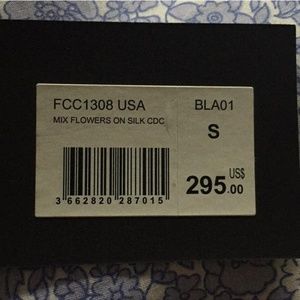 FCC1308 USA
MIX FLOWERS ON SILK CDC
3 662820 287015
BLA01
S
295.00 US$